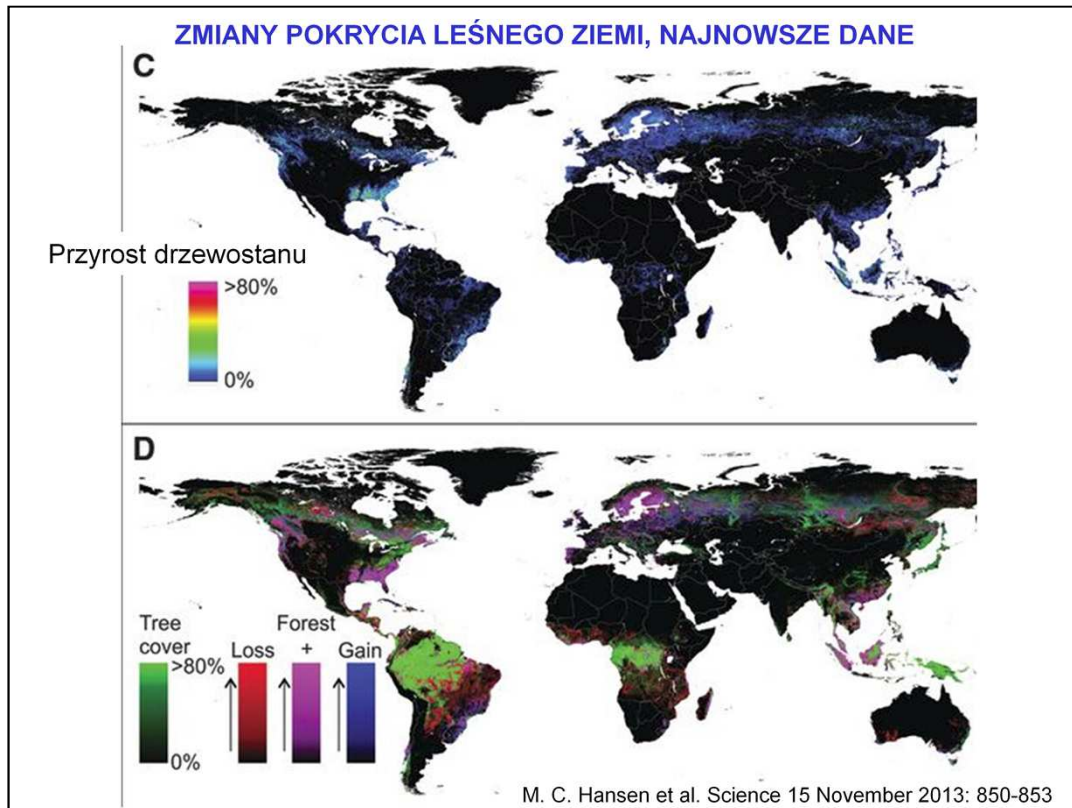 ZMIANY POKRYCIA LEŚNEGO ZIEMI, NAJNOWSZE DANE
C
Przyrost drzewostanu
>80%
0%
D
Tree
cover
Forest
Loss + Gain
>80%
0%
M. C. Hansen et al. Science 15 November 2013: 850-853